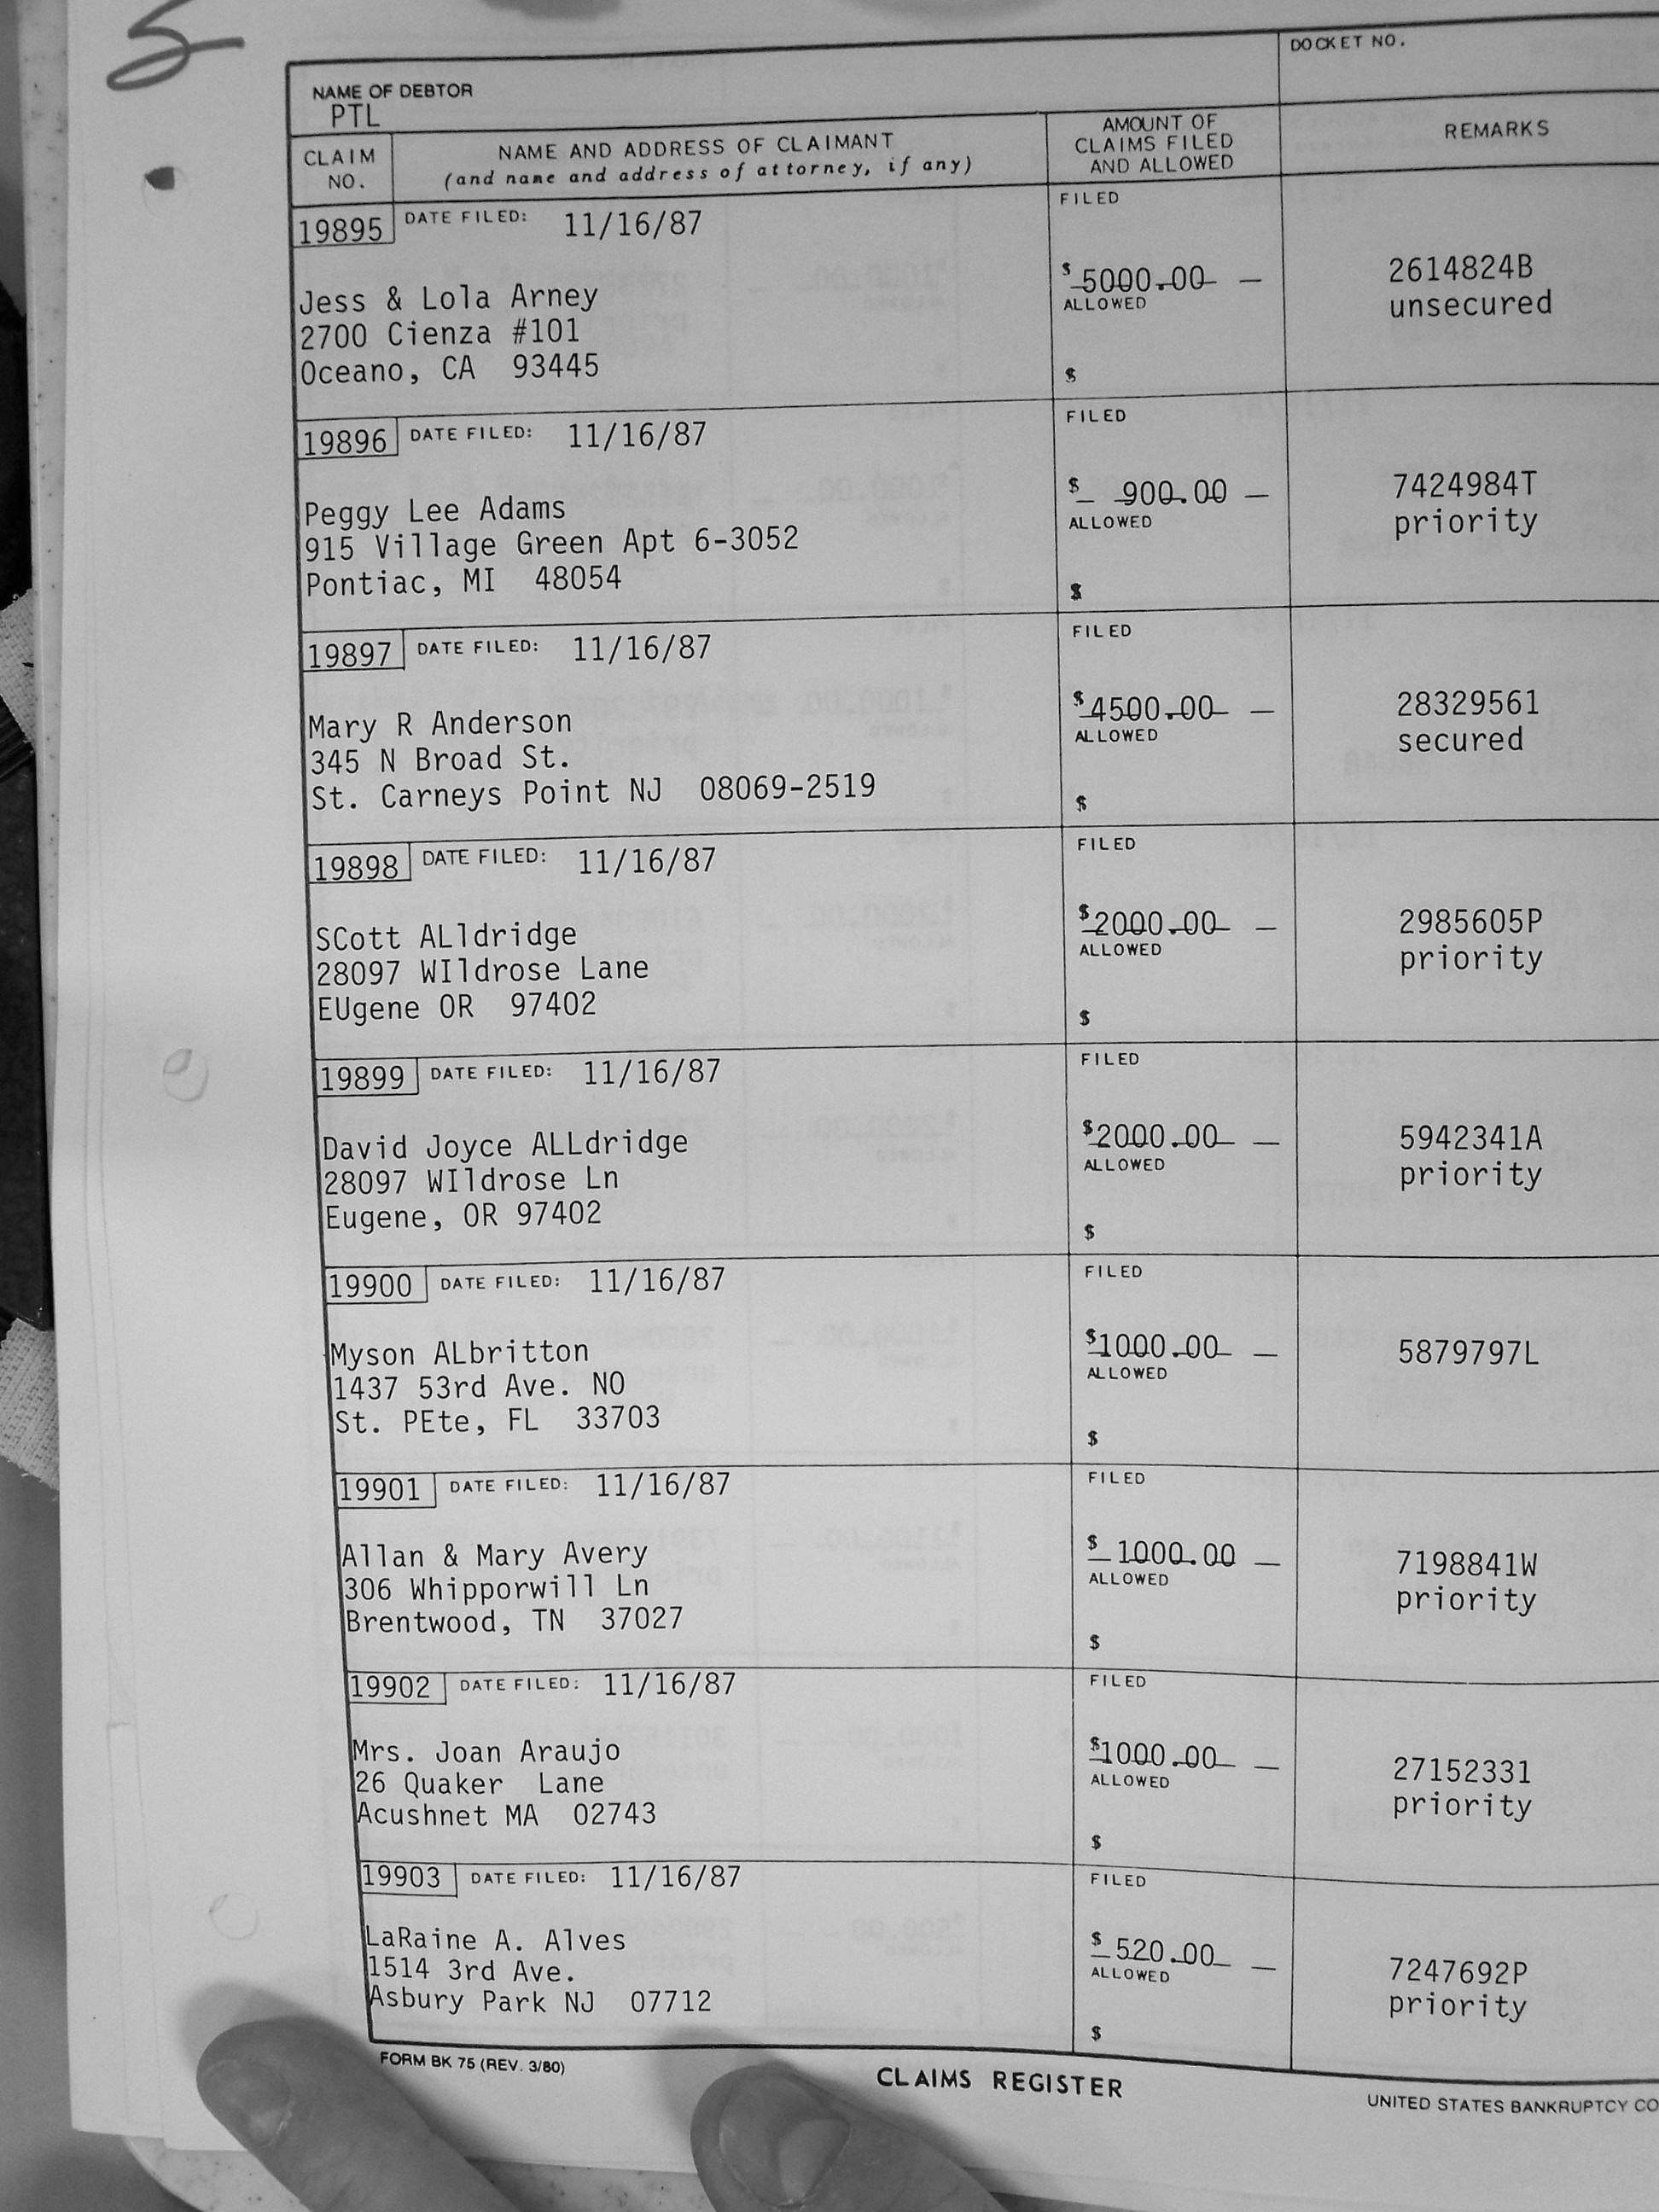 5
DOCKET NO.
NAME OF DEBTOR
PTL
CLAIM NO.
NAME AND ADDRESS OF CLAIMANT
(and name and address of attorney, if any)
AMOUNT OF CLAIMS FILED AND ALLOWED
REMARKS
19895 DATE FILED: 11/16/87
FILED
$ 5000.00 —
2614824B
ALLOWED
unsecured
Jess & Lola Arney
2700 Cienza #101
Oceano, CA 93445
$
19896 DATE FILED: 11/16/87
FILED
$ 900.00 —
7424984T
ALLOWED
priority
Peggy Lee Adams
915 Village Green Apt 6-3052
Pontiac, MI 48054
$
19897 DATE FILED: 11/16/87
FILED
$ 4500.00 —
28329561
ALLOWED
secured
Mary R Anderson
345 N Broad St.
St. Carneys Point NJ 08069-2519
$
19898 DATE FILED: 11/16/87
FILED
$ 2000.00 —
2985605P
ALLOWED
priority
SCott ALldridge
28097 WIldrose Lane
EUgene OR 97402
$
19899 DATE FILED: 11/16/87
FILED
$ 2000.00 —
5942341A
ALLOWED
priority
David Joyce ALLdridge
28097 WIldrose Ln
Eugene, OR 97402
$
19900 DATE FILED: 11/16/87
FILED
$ 1000.00 —
5879797L
ALLOWED
Myson ALbritton
1437 53rd Ave. NO
St. PEte, FL 33703
$
19901 DATE FILED: 11/16/87
FILED
$ 1000.00 —
7198841W
ALLOWED
priority
Allan & Mary Avery
306 Whipporwill Ln
Brentwood, TN 37027
$
19902 DATE FILED: 11/16/87
FILED
$ 1000.00 —
27152331
ALLOWED
priority
Mrs. Joan Araujo
26 Quaker Lane
Acushnet MA 02743
$
19903 DATE FILED: 11/16/87
FILED
$ 520.00 —
7247692P
ALLOWED
priority
LaRaine A. Alves
1514 3rd Ave.
Asbury Park NJ 07712
$
FORM BK 75 (REV. 3/80)
CLAIMS REGISTER
UNITED STATES BANKRUPTCY CO